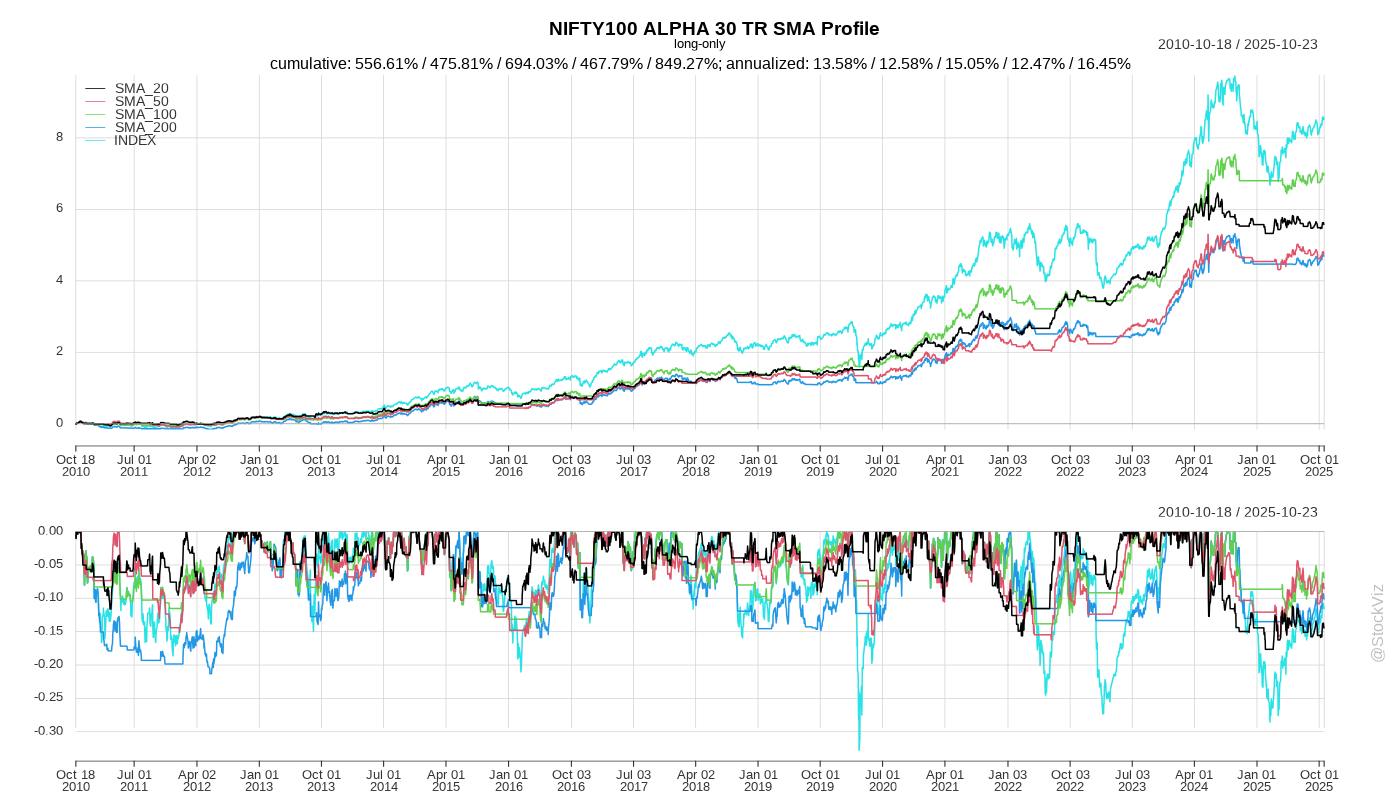 NIFTY100 ALPHA 30 TR SMA Profile
long-only
2010-10-18 / 2025-10-23
cumulative: 556.61% / 475.81% / 694.03% / 467.79% / 849.27%; annualized: 13.58% / 12.58% / 15.05% / 12.47% / 16.45%
SMA_20
SMA_50
SMA_100
SMA_200
INDEX
8
6
4
2
0
Oct 18 Jul 01 Apr 02 Jan 01 Oct 01 Jul 01 Apr 01 Jan 01 Oct 03 Jul 03 Apr 02 Jan 01 Oct 01 Jul 01 Apr 01 Jan 03 Oct 03 Jul 03 Apr 01 Jan 01 Oct 01
2010 2011 2012 2013 2013 2014 2015 2016 2016 2017 2018 2019 2019 2020 2021 2022 2022 2023 2024 2025 2025
2010-10-18 / 2025-10-23
0.00
-0.05
-0.10
-0.15
-0.20
-0.25
-0.30
Oct 18 Jul 01 Apr 02 Jan 01 Oct 01 Jul 01 Apr 01 Jan 01 Oct 03 Jul 03 Apr 02 Jan 01 Oct 01 Jul 01 Apr 01 Jan 03 Oct 03 Jul 03 Apr 01 Jan 01 Oct 01
2010 2011 2012 2013 2013 2014 2015 2016 2016 2017 2018 2019 2019 2020 2021 2022 2022 2023 2024 2025 2025
@StockViz